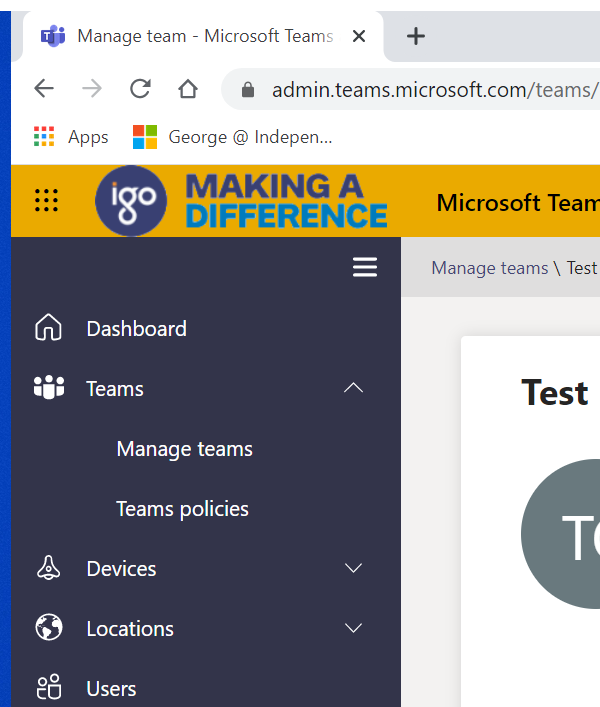 Manage team - Microsoft Teams
admin.teams.microsoft.com/teams/
Apps
George @ Indepen...
igo
MAKING A
DIFFERENCE
Microsoft Team
Manage teams \ Test
Dashboard
Teams
Test
Manage teams
Teams policies
TC
Devices
Locations
Users